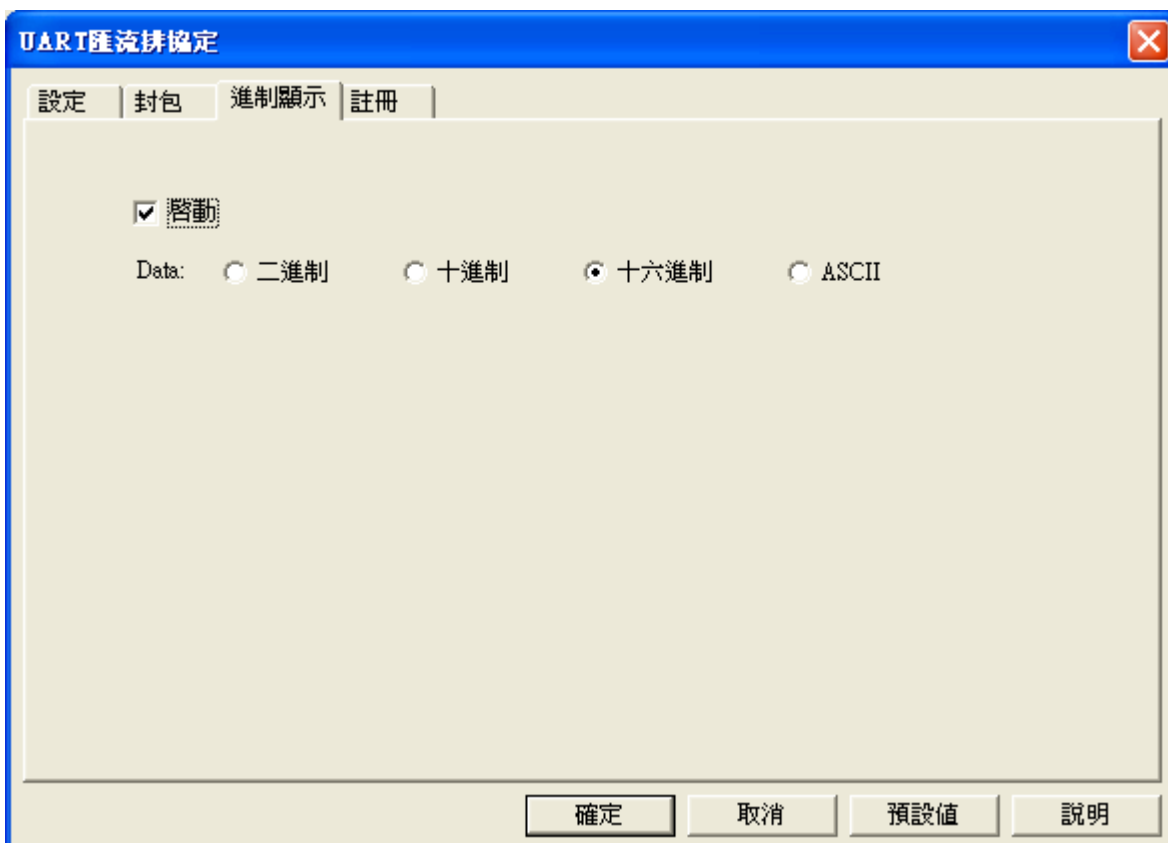 UART匯流排協定
設定 封包 進制顯示 註冊
啓動
Data: 二進制 十進制 十六進制 ASCII
確定 取消 預設值 說明